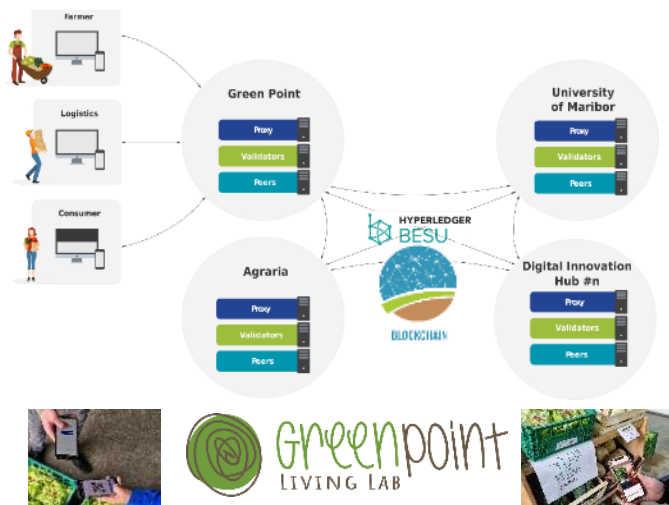 Farmer
Logistics
Consumer
Green Point
Proxy
Validators
Peers
University
of Maribor
Proxy
Validators
Peers
HYPERLEDGER
BESU
BLOCKCHAIN
Agraria
Proxy
Validators
Peers
Digital Innovation
Hub #n
Proxy
Validators
Peers
Greenpoint
LIVING LAB